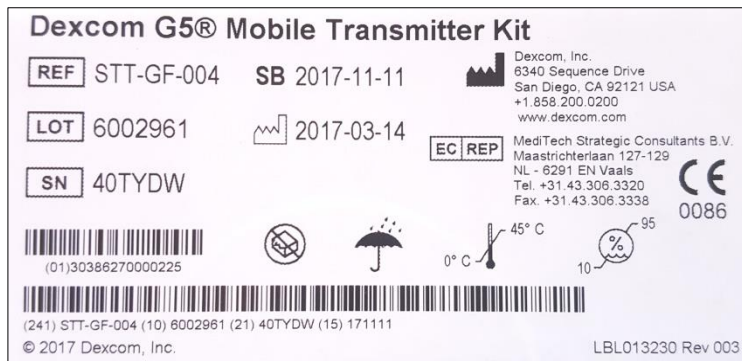 Dexcom G5® Mobile Transmitter Kit
REF STT-GF-004
SB 2017-11-11
LOT 6002961
2017-03-14
SN 40TYDW
Dexcom, Inc.
6340 Sequence Drive
San Diego, CA 92121 USA
+1.858.200.0200
www.dexcom.com
EC REP
MediTech Strategic Consultants B.V.
Maastrichterlaan 127-129
NL - 6291 EN Vaals
Tel. +31.43.306.3320
Fax. +31.43.306.3338
CE
0086
(01)30386270000225
0° C
45° C
%
95
10
(241) STT-GF-004 (10) 6002961 (21) 40TYDW (15) 171111
© 2017 Dexcom, Inc.
LBL013230 Rev 003